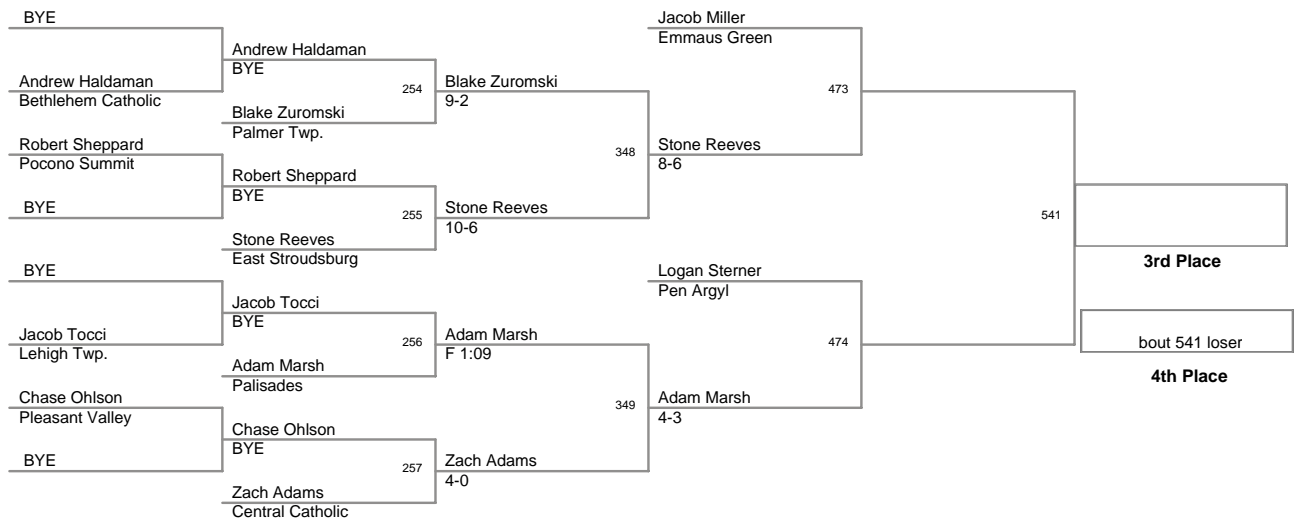 BYE
Andrew Haldaman
Bethlehem Catholic
Robert Sheppard
Pocono Summit
BYE
BYE
Jacob Tocci
Lehigh Twp.
Chase Ohlson
Pleasant Valley
BYE
Andrew Haldaman
BYE
254
Blake Zuromski
Palmer Twp.
Robert Sheppard
BYE
255
Stone Reeves
East Stroudsburg
Jacob Tocci
BYE
256
Adam Marsh
Palisades
Chase Ohlson
BYE
257
Zach Adams
Central Catholic
Blake Zuromski
9-2
348
Stone Reeves
10-6
Adam Marsh
F 1:09
349
Zach Adams
4-0
Jacob Miller
Emmaus Green
473
Stone Reeves
8-6
Logan Sterner
Pen Argyl
474
Adam Marsh
4-3
541
3rd Place
bout 541 loser
4th Place